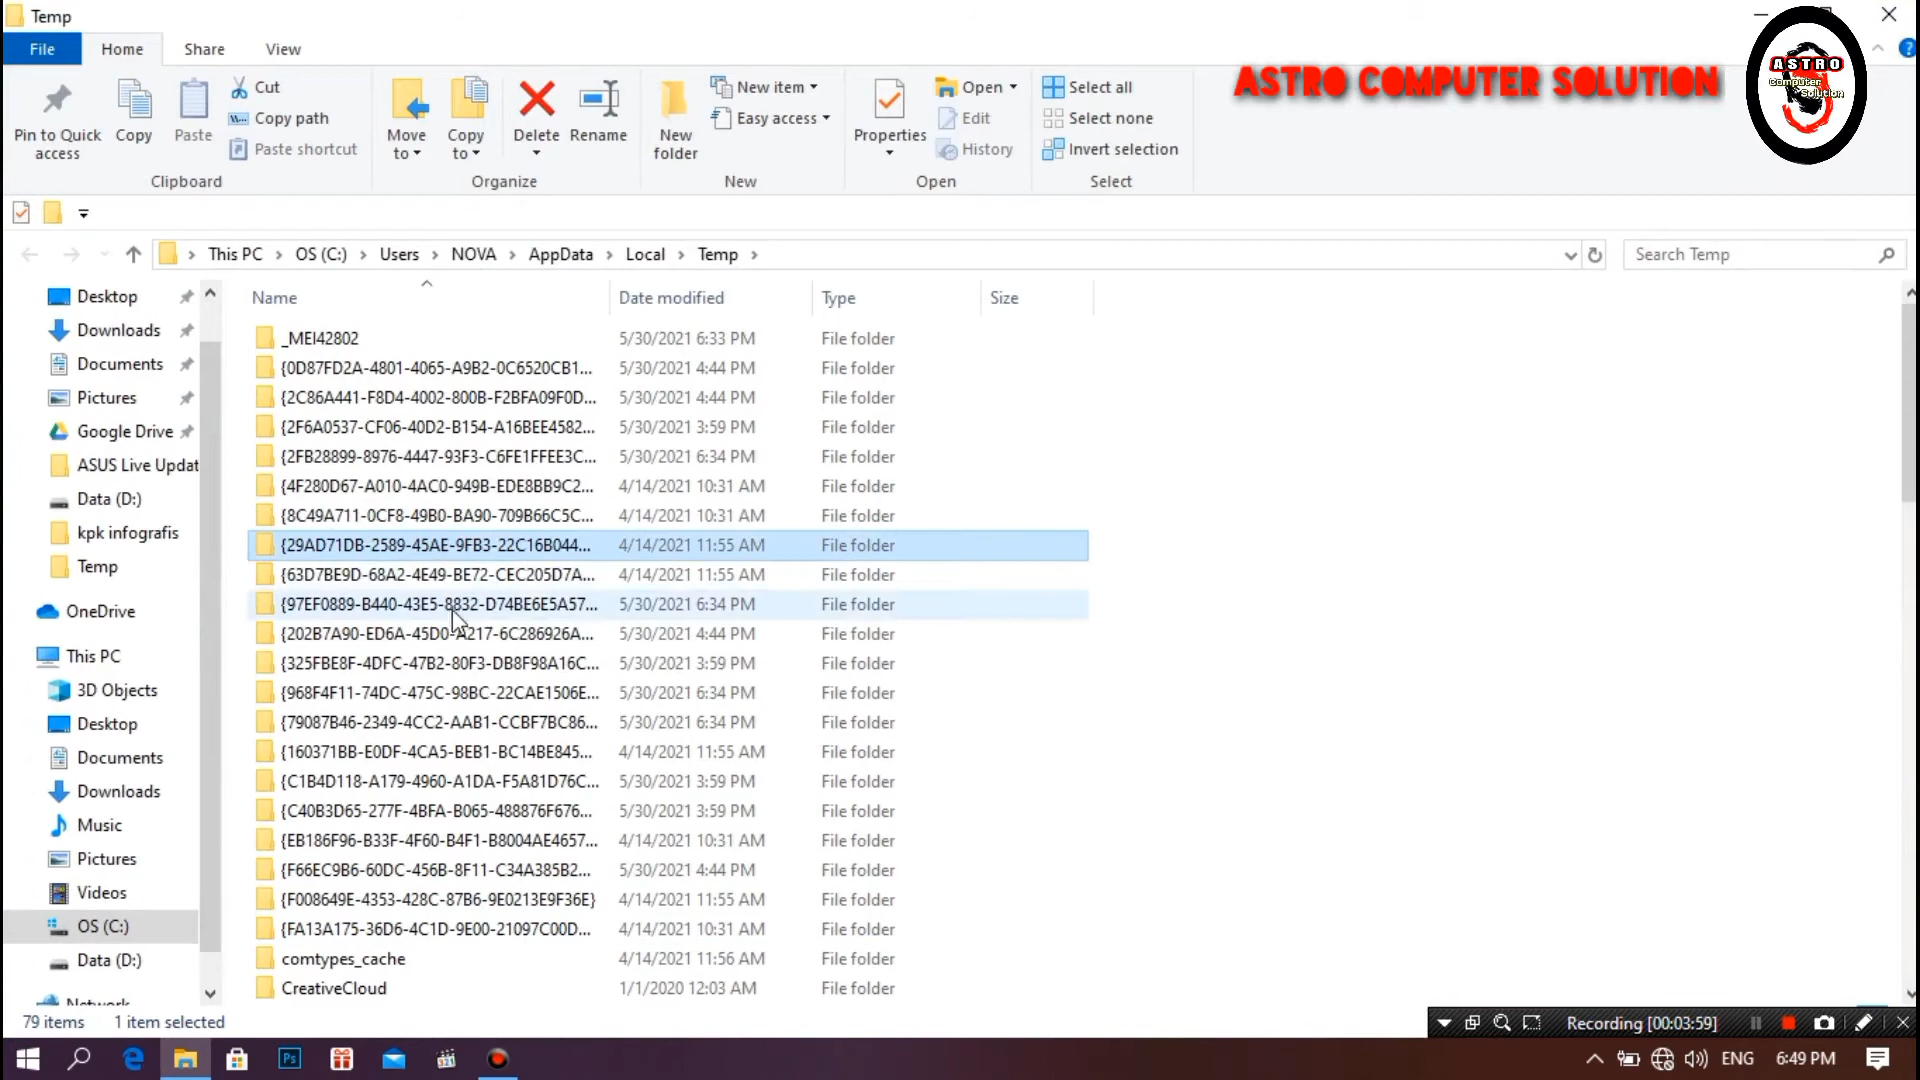 Temp
File Home Share View
ASTRO COMPUTER SOLUTION
ASTRO
Computer
Solution
Pin to Quick access
Copy
Paste
Cut
Copy path
Paste shortcut
Clipboard
Move to
Copy to
Delete
Rename
Organize
New folder
New item
Easy access
New
Properties
Open
Edit
History
Open
Select all
Select none
Invert selection
Select
This PC > OS (C:) > Users > NOVA > AppData > Local > Temp >
Search Temp
Desktop
Downloads
Documents
Pictures
Google Drive
ASUS Live Updat
Data (D:)
kpk infografis
Temp
OneDrive
This PC
3D Objects
Desktop
Documents
Downloads
Music
Pictures
Videos
OS (C:)
Data (D:)
Network
Name Date modified Type Size
_MEI42802 5/30/2021 6:33 PM File folder
{0D87FD2A-4801-4065-A9B2-0C6520CB1... 5/30/2021 4:44 PM File folder
{2C86A441-F8D4-4002-800B-F2BFA09F0D... 5/30/2021 4:44 PM File folder
{2F6A0537-CF06-40D2-B154-A16BEE4582... 5/30/2021 3:59 PM File folder
{2FB28899-8976-4447-93F3-C6FE1FFEE3C... 5/30/2021 6:34 PM File folder
{4F280D67-A010-4AC0-949B-EDE8BB9C2... 4/14/2021 10:31 AM File folder
{8C49A711-0CF8-49B0-BA90-709B66C5C... 4/14/2021 10:31 AM File folder
{29AD71DB-2589-45AE-9FB3-22C16B044... 4/14/2021 11:55 AM File folder
{63D7BE9D-68A2-4E49-BE72-CEC205D7A... 4/14/2021 11:55 AM File folder
{97EF0889-B440-43E5-8832-D74BE6E5A57... 5/30/2021 6:34 PM File folder
{202B7A90-ED6A-45D0-A217-6C286926A... 5/30/2021 4:44 PM File folder
{325FBE8F-4DFC-47B2-80F3-DB8F98A16C... 5/30/2021 3:59 PM File folder
{968F4F11-74DC-475C-98BC-22CAE1506E... 5/30/2021 6:34 PM File folder
{79087B46-2349-4CC2-AAB1-CCBF7BC86... 5/30/2021 6:34 PM File folder
{160371BB-E0DF-4CA5-BEB1-BC14BE845... 4/14/2021 11:55 AM File folder
{C1B4D118-A179-4960-A1DA-F5A81D76C... 5/30/2021 3:59 PM File folder
{C40B3D65-277F-4BFA-B065-488876F676... 5/30/2021 3:59 PM File folder
{EB186F96-B33F-4F60-B4F1-B8004AE4657... 4/14/2021 10:31 AM File folder
{F66EC9B6-60DC-456B-8F11-C34A385B2... 5/30/2021 4:44 PM File folder
{F008649E-4353-428C-87B6-9E0213E9F36E} 4/14/2021 11:55 AM File folder
{FA13A175-36D6-4C1D-9E00-21097C00D... 4/14/2021 10:31 AM File folder
comtypes_cache 4/14/2021 11:56 AM File folder
CreativeCloud 1/1/2020 12:03 AM File folder
79 items 1 item selected
Recording [00:03:59]
Ps
ENG 6:49 PM